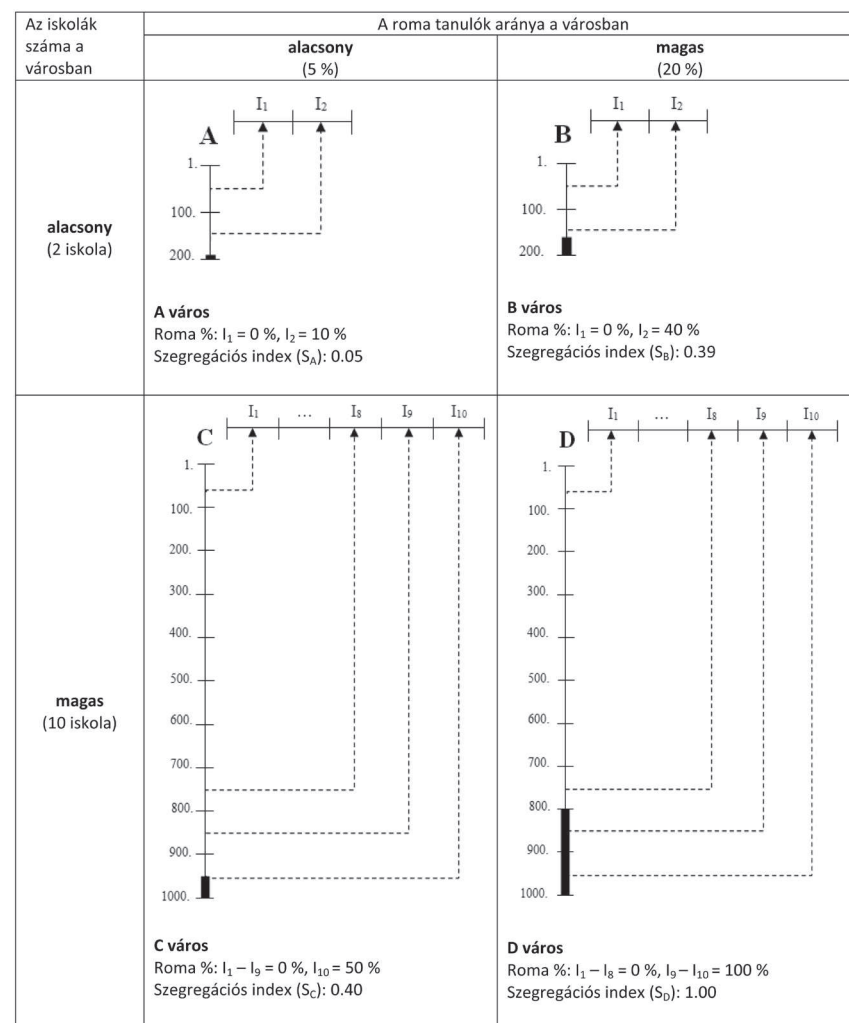 Az iskolák
száma a
városban
A roma tanulók aránya a városban
alacsony
(5 %)
magas
(20 %)
alacsony
(2 iskola)
I₁ I₂
A
1.
100.
200.
A város
Roma %: I₁ = 0 %, I₂ = 10 %
Szegregációs index (S_A): 0.05
I₁ I₂
B
1.
100.
200.
B város
Roma %: I₁ = 0 %, I₂ = 40 %
Szegregációs index (S_B): 0.39
magas
(10 iskola)
I₁ ... I₈ I₉ I₁₀
C
1.
100.
200.
300.
400.
500.
600.
700.
800.
900.
1000.
C város
Roma %: I₁ – I₉ = 0 %, I₁₀ = 50 %
Szegregációs index (S_C): 0.40
I₁ ... I₈ I₉ I₁₀
D
1.
100.
200.
300.
400.
500.
600.
700.
800.
900.
1000.
D város
Roma %: I₁ – I₈ = 0 %, I₉ – I₁₀ = 100 %
Szegregációs index (S_D): 1.00